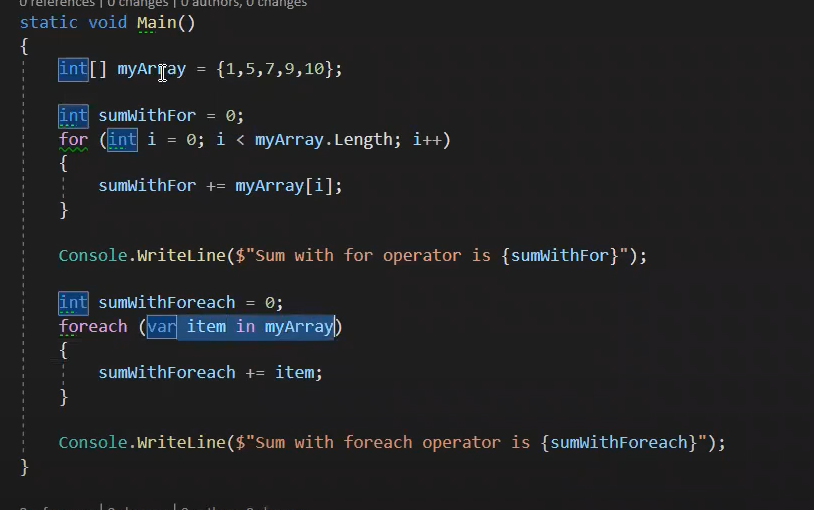 0 references | 0 changes | 0 authors, 0 changes
static void Main()
{
int[] myArray = {1,5,7,9,10};
int sumWithFor = 0;
for (int i = 0; i < myArray.Length; i++)
{
sumWithFor += myArray[i];
}
Console.WriteLine($"Sum with for operator is {sumWithFor}");
int sumWithForeach = 0;
foreach (var item in myArray)
{
sumWithForeach += item;
}
Console.WriteLine($"Sum with foreach operator is {sumWithForeach}");
}